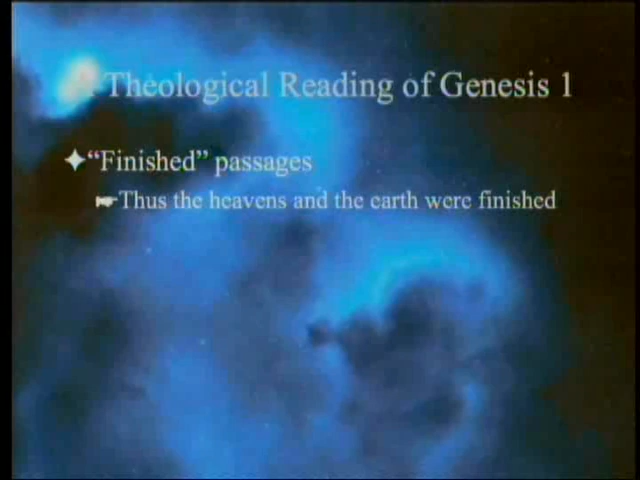 A Theological Reading of Genesis 1
“Finished” passages
Thus the heavens and the earth were finished